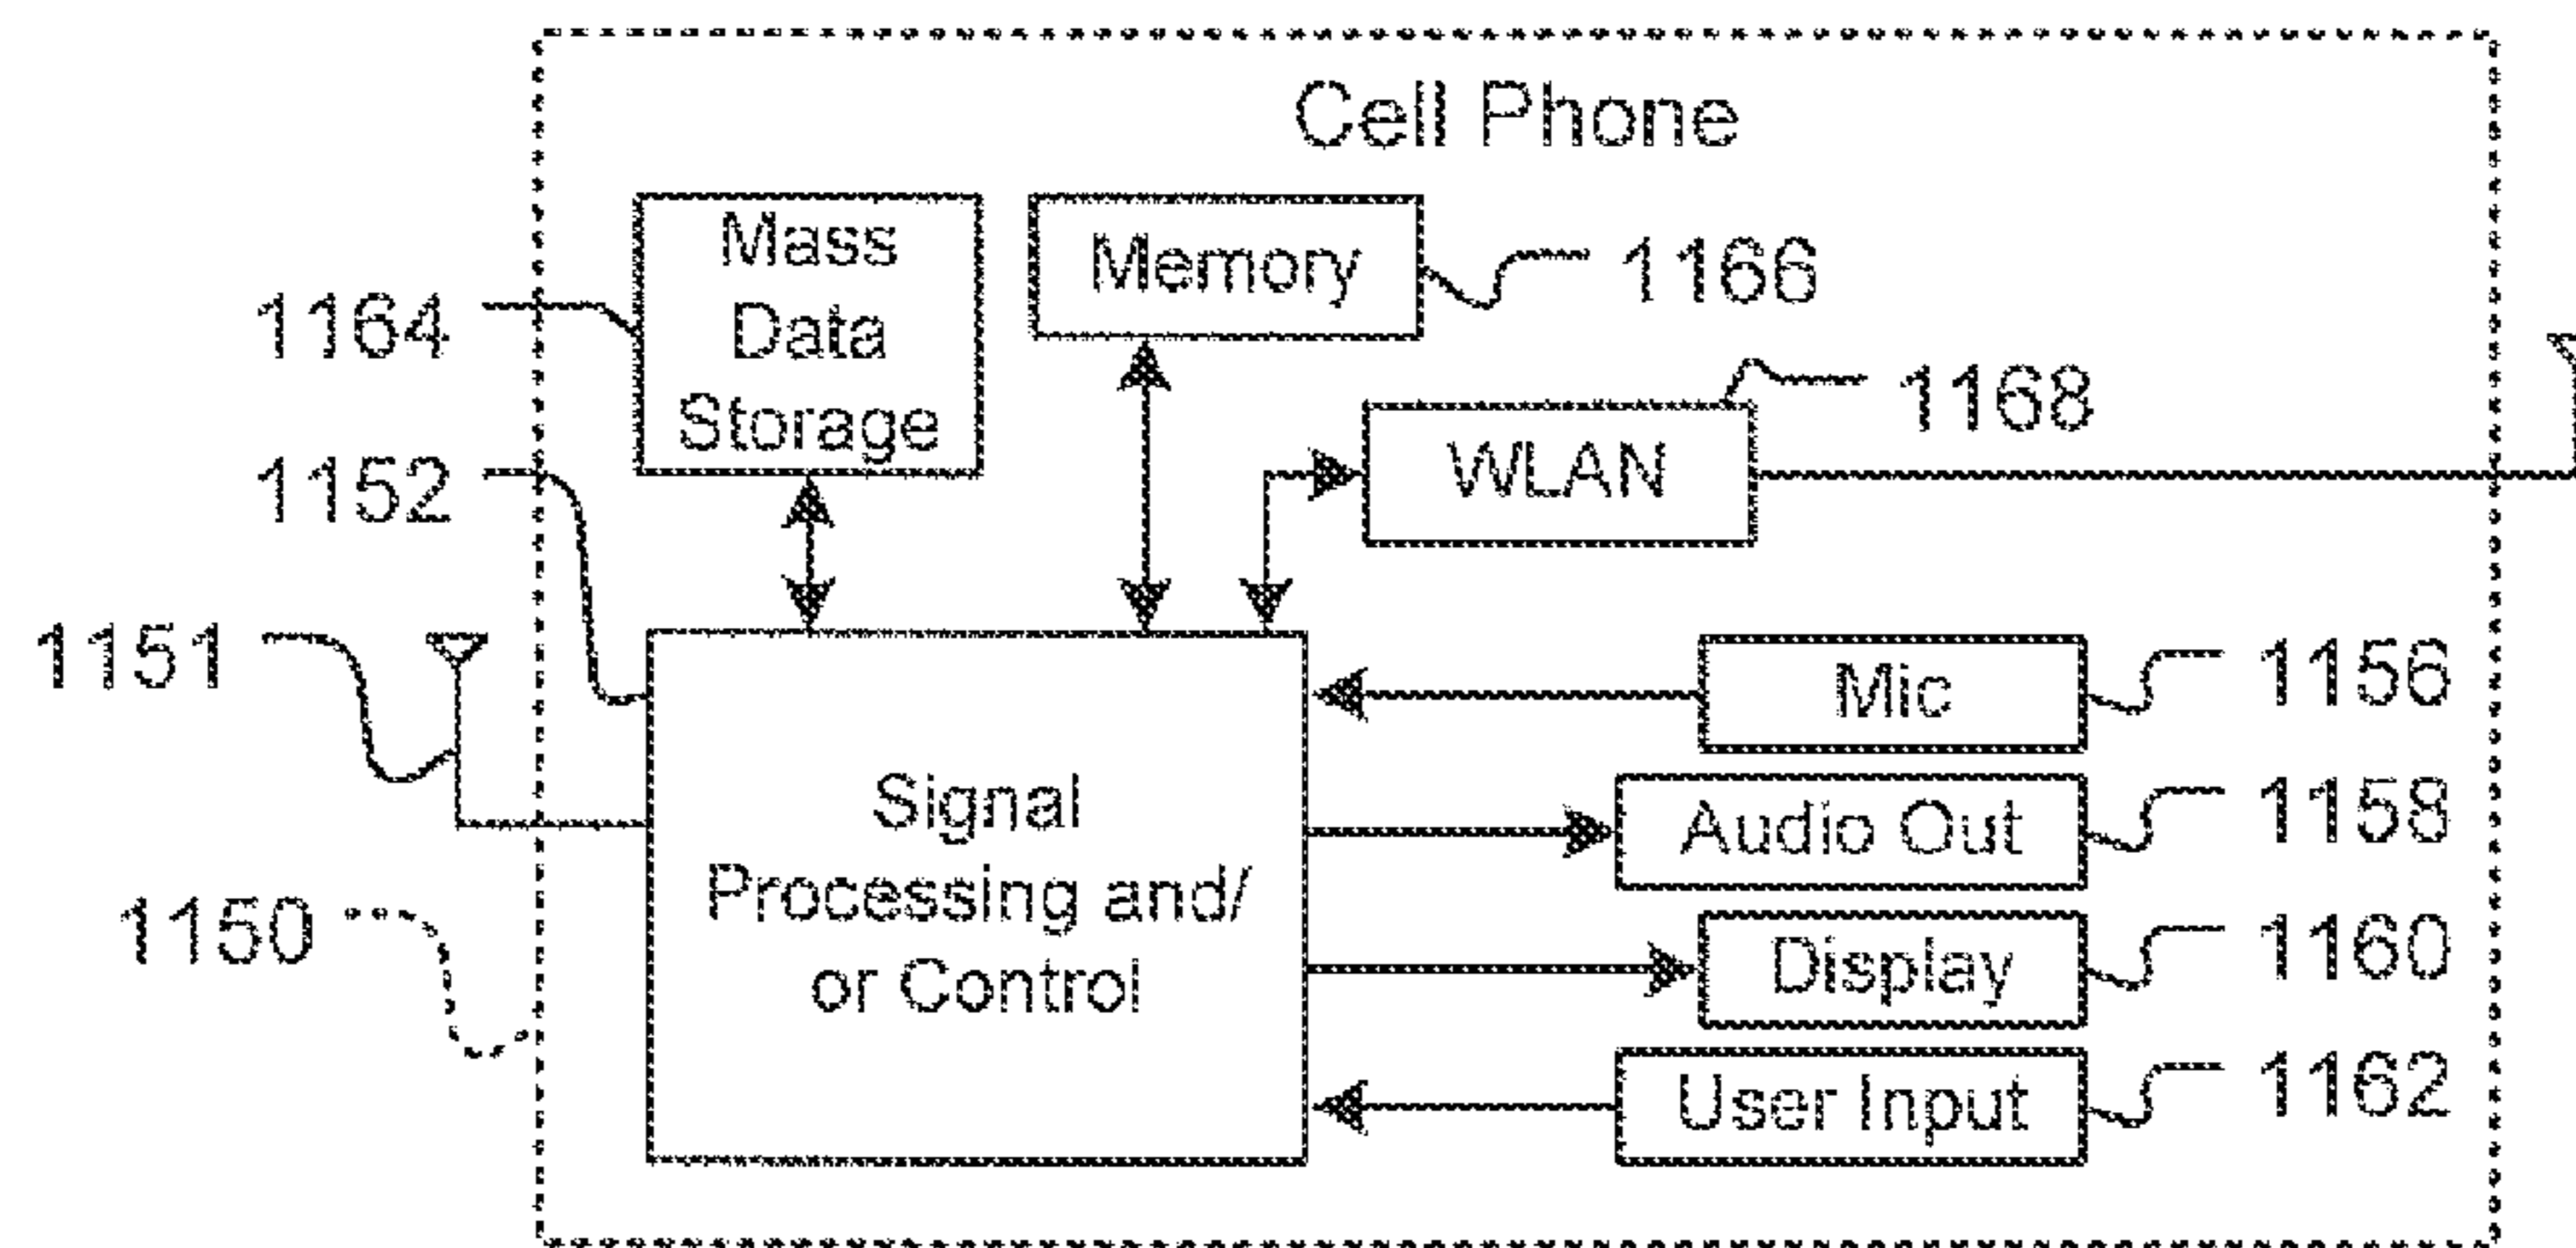 Cell Phone
Mass
Data
Storage
Memory
1166
1164
1168
WLAN
1152
1151
Mic
1156
Signal
Processing and/
or Control
Audio Out
1158
1150
Display
1160
User Input
1162